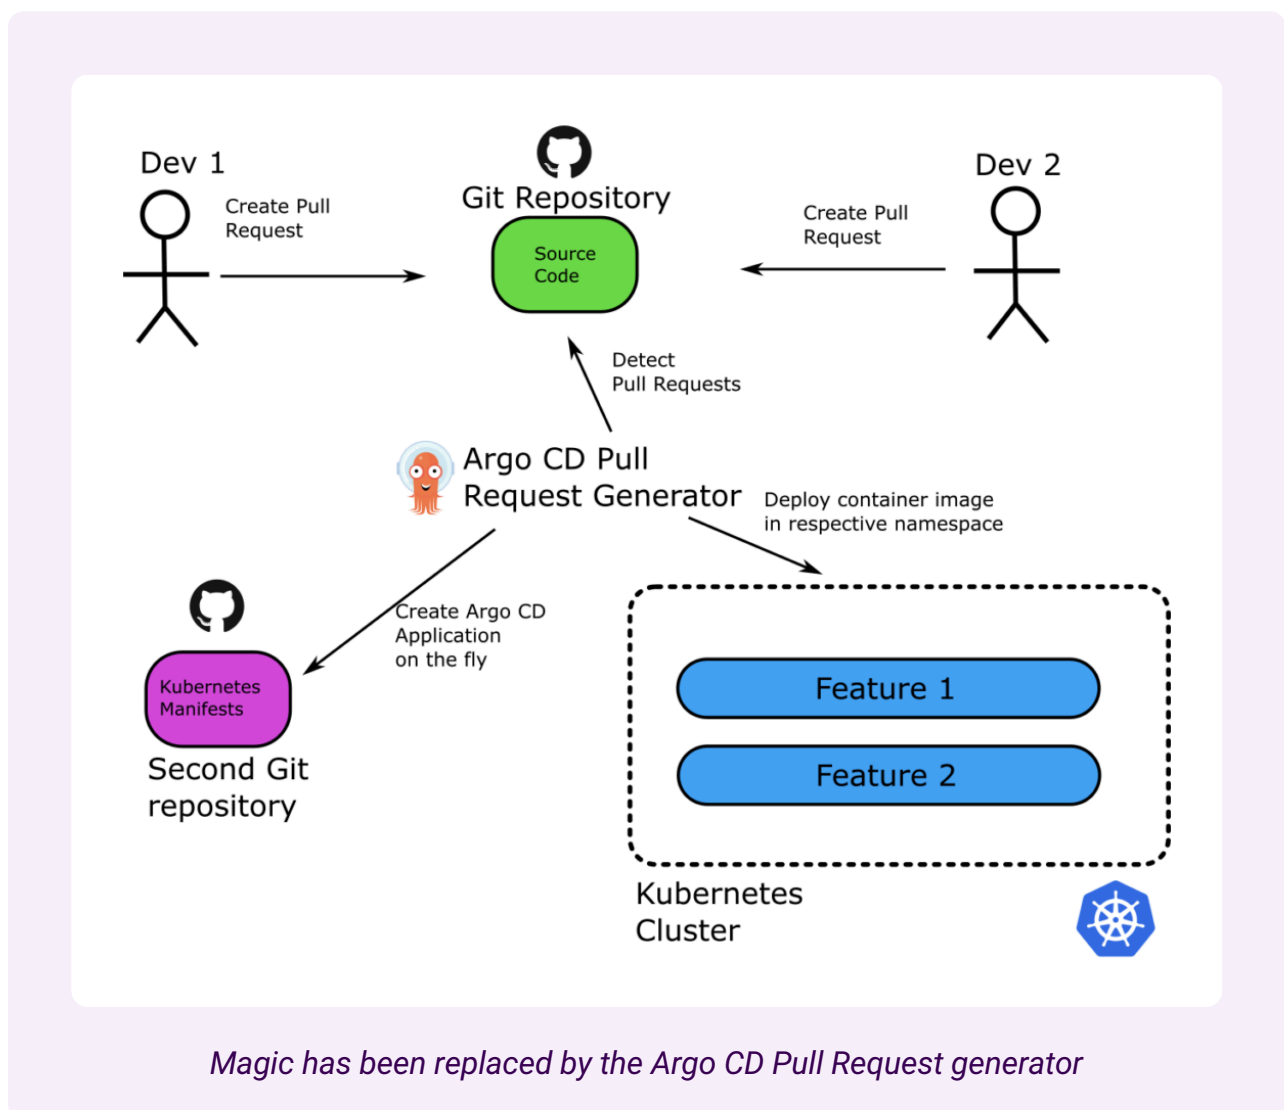 Dev 1
Git Repository
Dev 2
Create Pull
Request
Create Pull
Request
Source
Code
Detect
Pull Requests
Argo CD Pull
Request Generator
Deploy container image
in respective namespace
Create Argo CD
Application
on the fly
Kubernetes
Manifests
Second Git
repository
Feature 1
Feature 2
Kubernetes
Cluster
Magic has been replaced by the Argo CD Pull Request generator